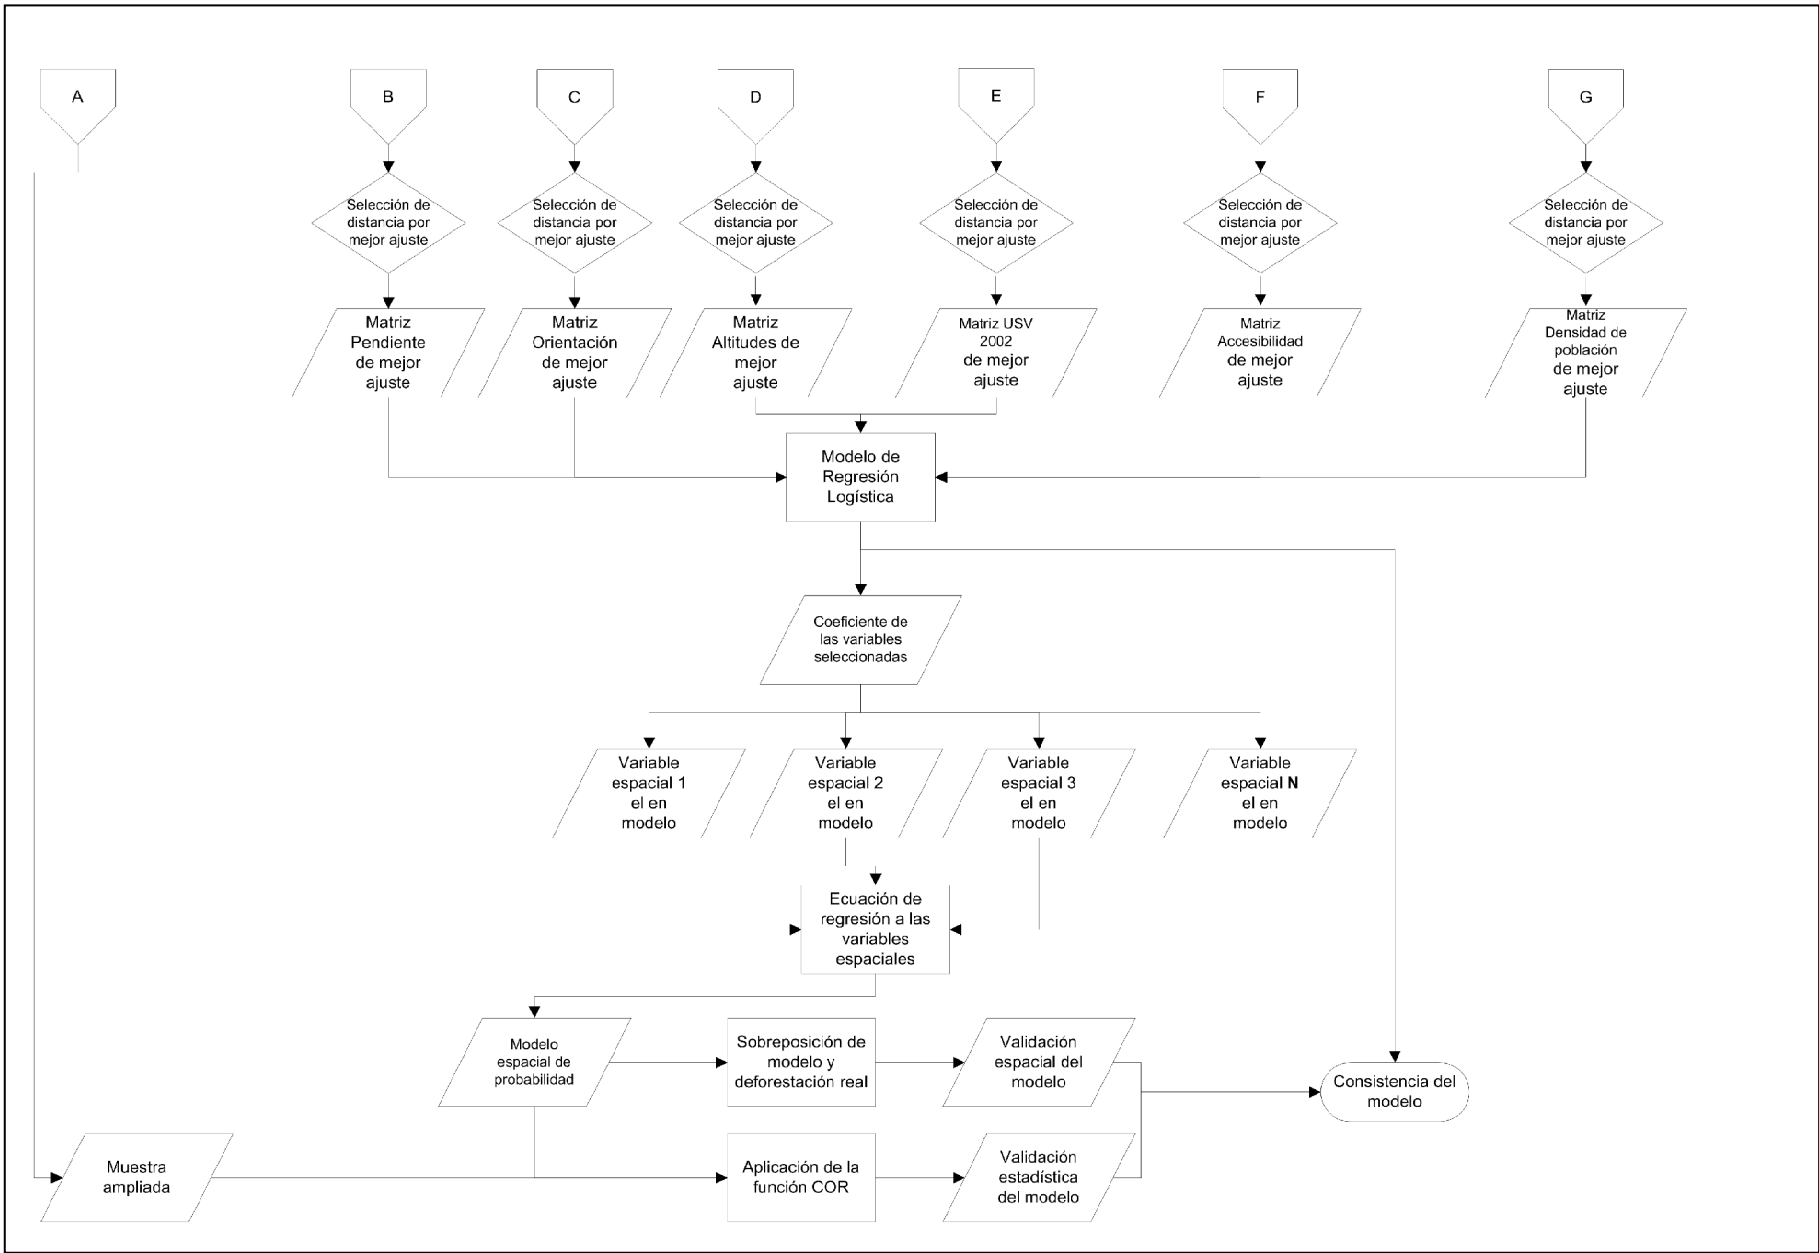 A
B
C
D
E
F
G
Selección de
distancia por
mejor ajuste
Selección de
distancia por
mejor ajuste
Selección de
distancia por
mejor ajuste
Selección de
distancia por
mejor ajuste
Selección de
distancia por
mejor ajuste
Selección de
distancia por
mejor ajuste
Matriz
Pendiente
de mejor
ajuste
Matriz
Orientación
de mejor
ajuste
Matriz
Altitudes de
mejor
ajuste
Matriz USV
2002
de mejor
ajuste
Matriz
Accesibilidad
de mejor
ajuste
Matriz
Densidad de
población
de mejor
ajuste
Modelo de
Regresión
Logística
Coeficiente de
las variables
seleccionadas
Variable
espacial 1
el en
modelo
Variable
espacial 2
el en
modelo
Variable
espacial 3
el en
modelo
Variable
espacial N
el en
modelo
Ecuación de
regresión a las
variables
espaciales
Modelo
espacial de
probabilidad
Sobreposición de
modelo y
deforestación real
Validación
espacial del
modelo
Consistencia del
modelo
Muestra
ampliada
Aplicación de la
función COR
Validación
estadística
del modelo